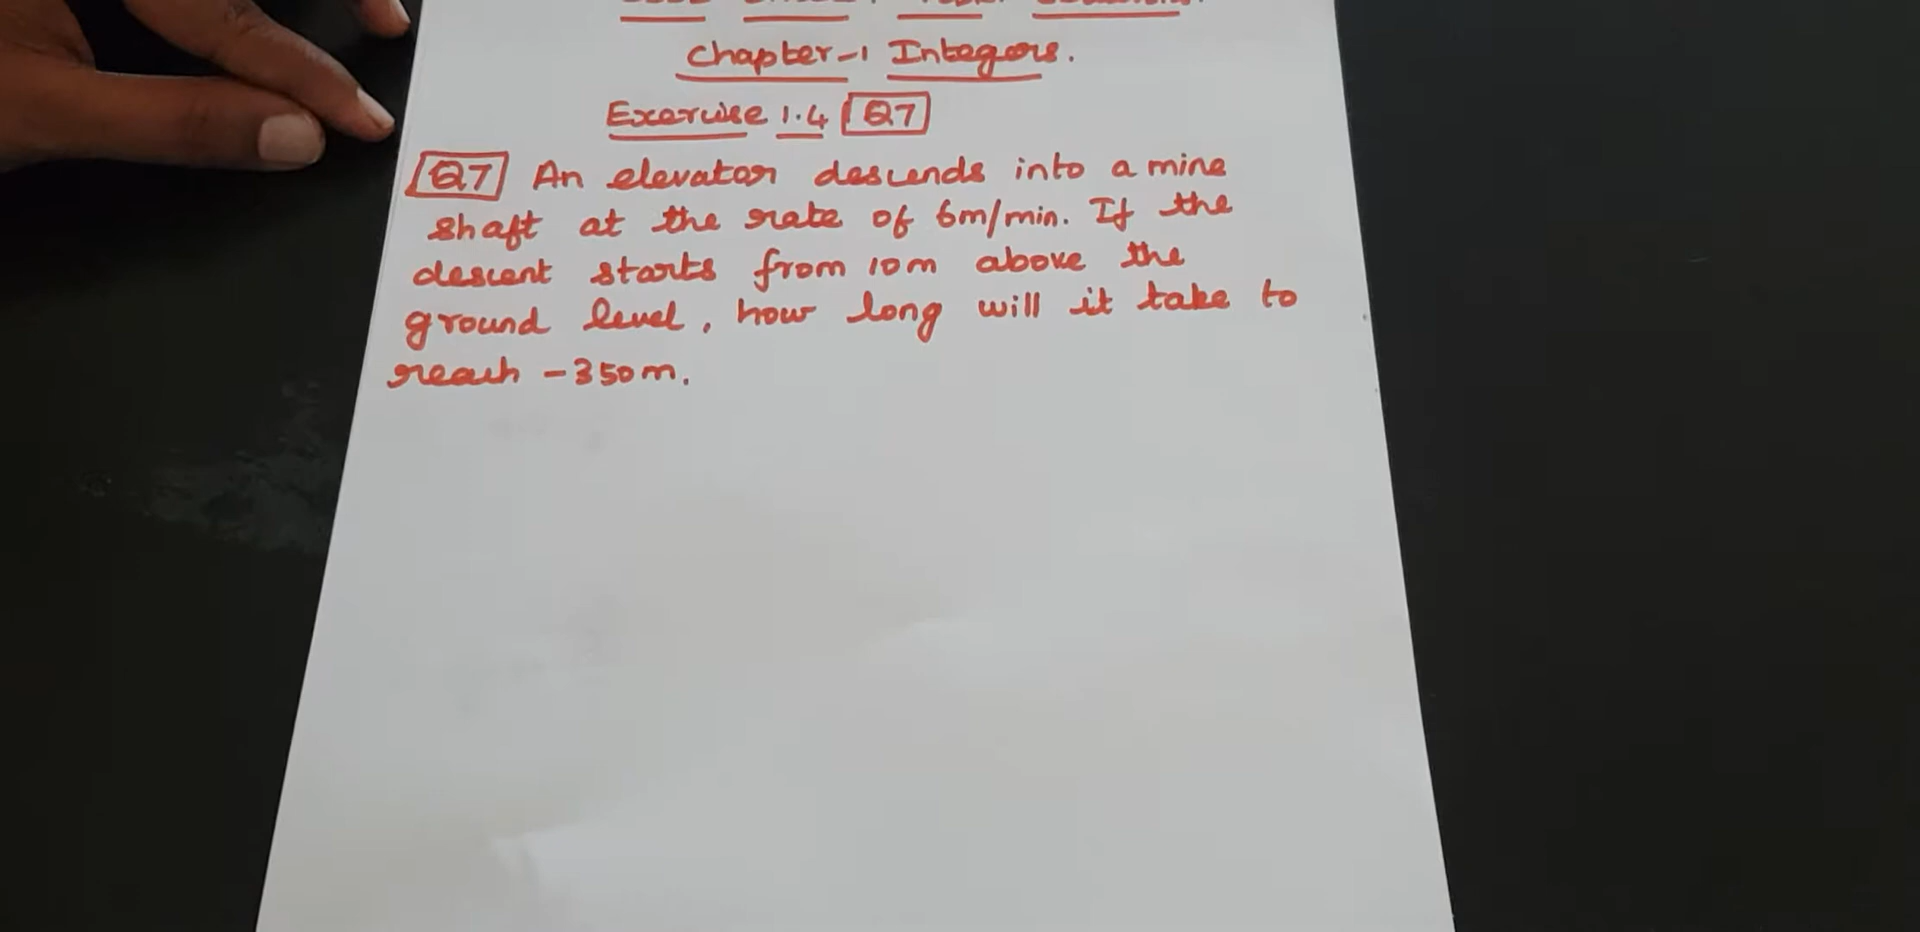 Chapter-1 Integers.
Exercise 1.4 Q7
Q7 An elevator descends into a mine
shaft at the rate of 6m/min. If the
descent starts from 10m above the
ground level, how long will it take to
reach -350m.